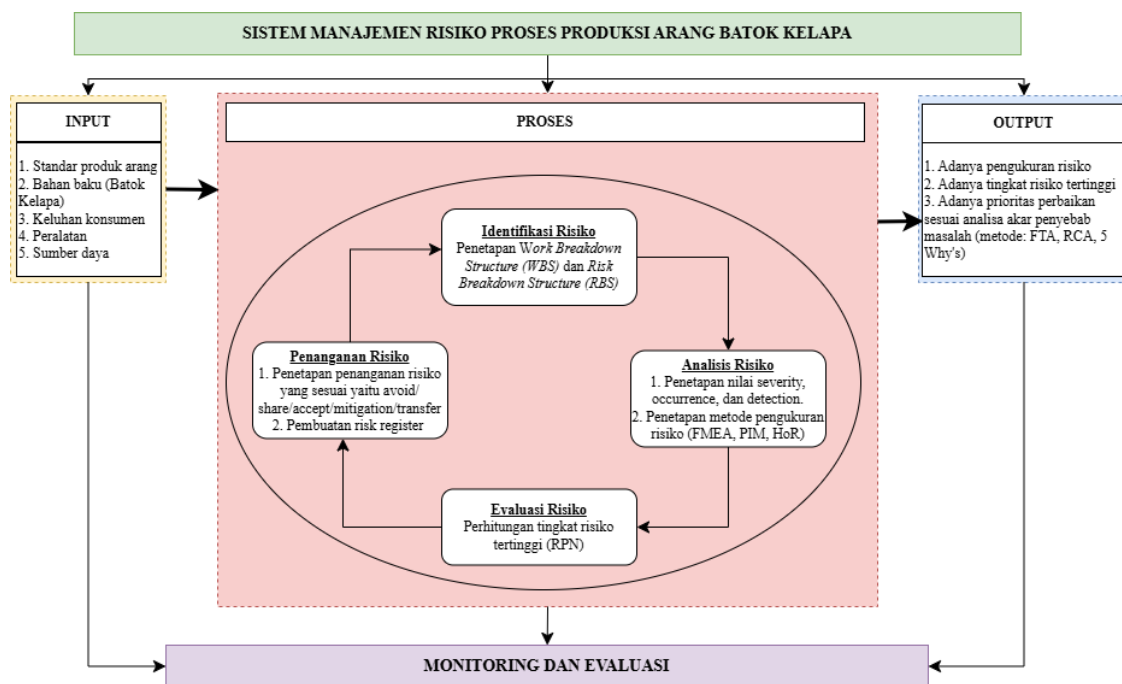 SISTEM MANAJEMEN RISIKO PROSES PRODUKSI ARANG BATOK KELAPA
INPUT
1. Standar produk arang
2. Bahan baku (Batok
Kelapa)
3. Keluhan konsumen
4. Peralatan
5. Sumber daya
PROSES
Identifikasi Risiko
Penetapan Work Breakdown
Structure (WBS) dan Risk
Breakdown Structure (RBS)
Penanganan Risiko
1. Penetapan penanganan risiko
yang sesuai yaitu avoid/
share/accept/mitigation/transfer
2. Pembuatan risk register
Analisis Risiko
1. Penetapan nilai severity,
occurrence, dan detection.
2. Penetapan metode pengukuran
risiko (FMEA, PIM, HoR)
Evaluasi Risiko
Perhitungan tingkat risiko
tertinggi (RPN)
OUTPUT
1. Adanya pengukuran risiko
2. Adanya tingkat risiko tertinggi
3. Adanya prioritas perbaikan
sesuai analisa akar penyebab
masalah (metode: FTA, RCA, 5
Why's)
MONITORING DAN EVALUASI